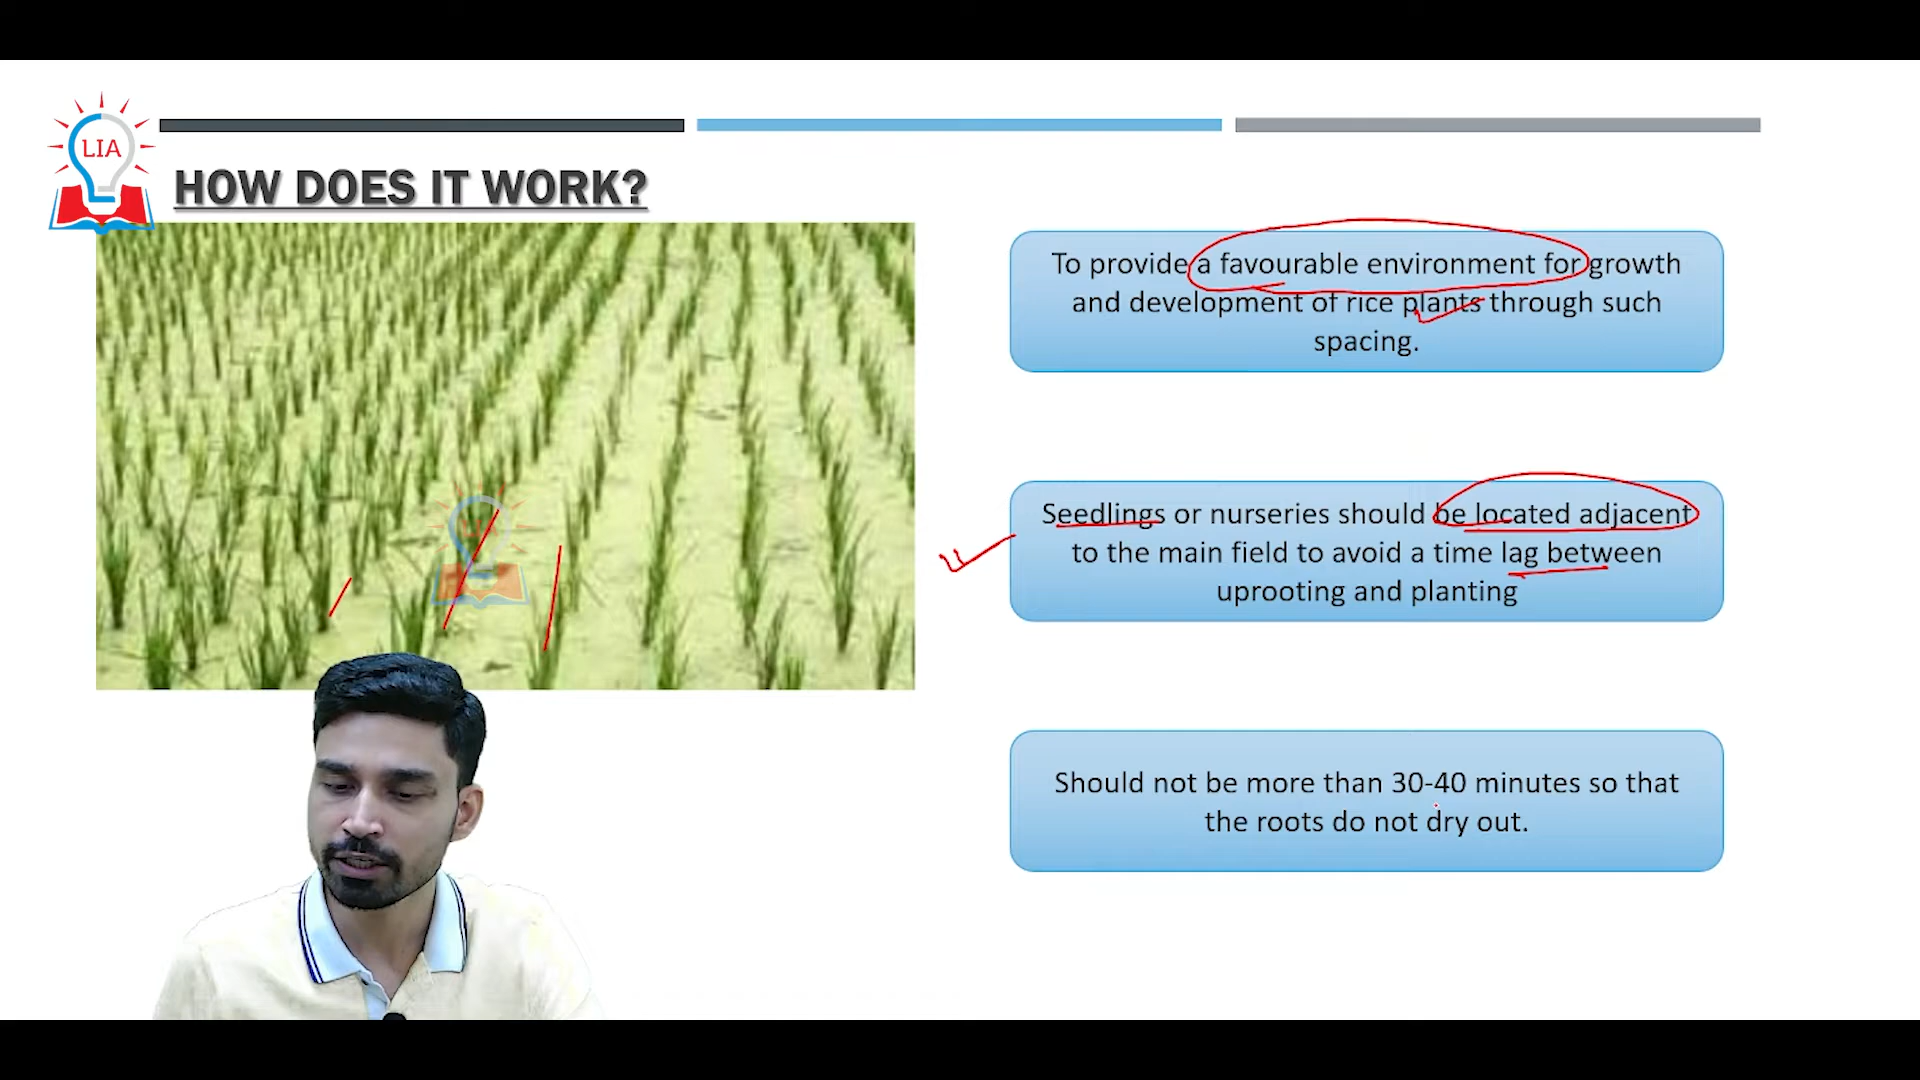 LIA
HOW DOES IT WORK?
To provide a favourable environment for growth
and development of rice plants through such
spacing.
Seedlings or nurseries should be located adjacent
to the main field to avoid a time lag between
uprooting and planting
Should not be more than 30-40 minutes so that
the roots do not dry out.